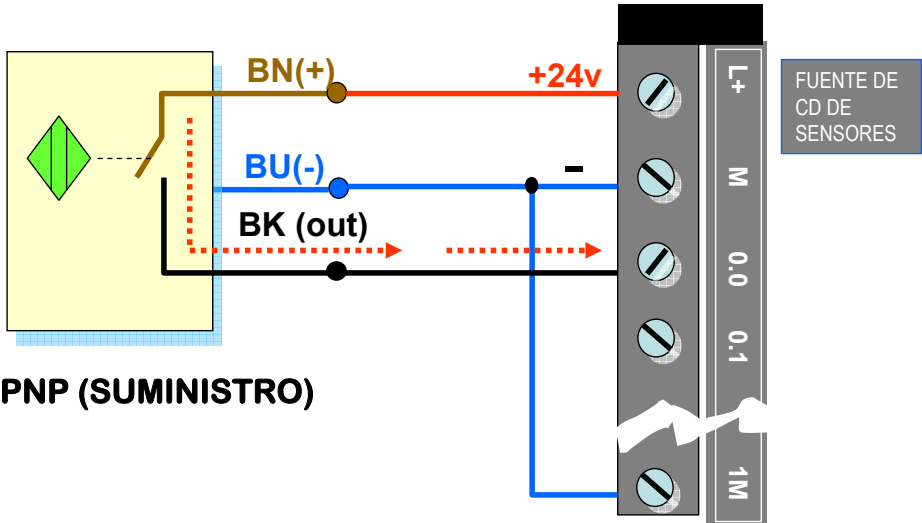 BN(+)
+24v
L+
FUENTE DE
CD DE
SENSORES
BU(-)
-
M
BK (out)
0.0
0.1
PNP (SUMINISTRO)
1M